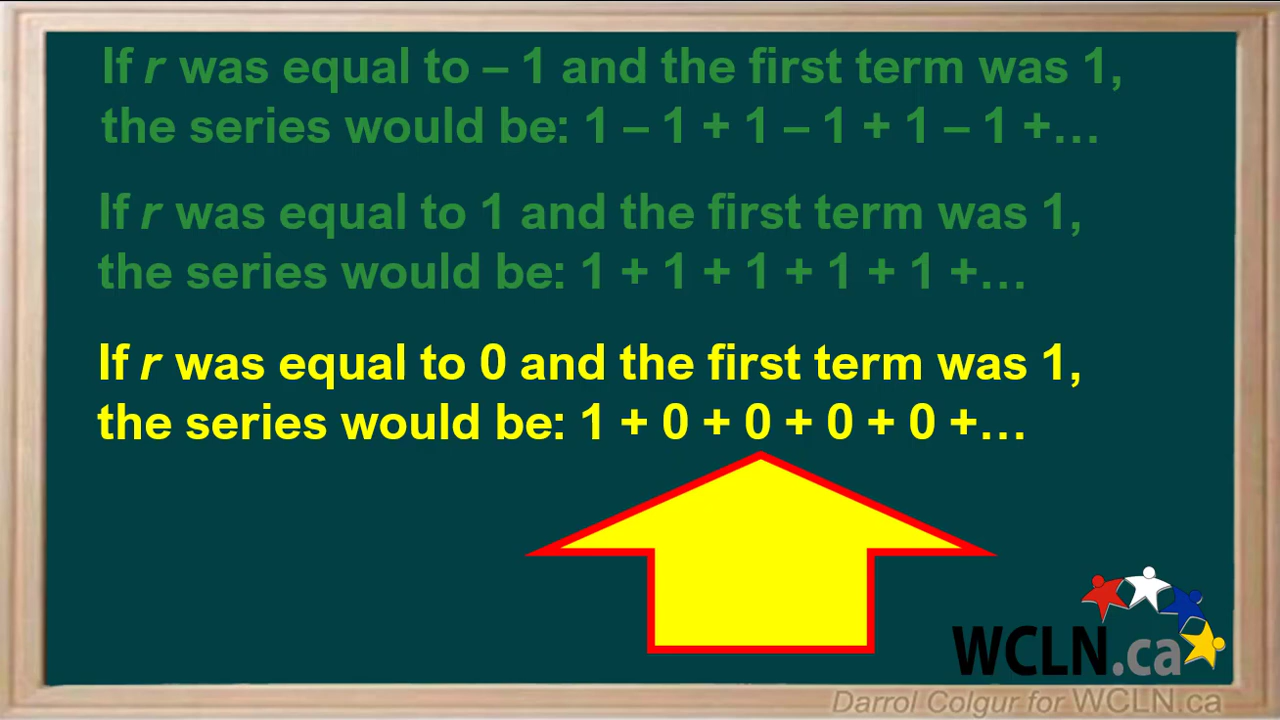 If r was equal to – 1 and the first term was 1,
the series would be: 1 – 1 + 1 – 1 + 1 – 1 +…
If r was equal to 1 and the first term was 1,
the series would be: 1 + 1 + 1 + 1 + 1 +…
If r was equal to 0 and the first term was 1,
the series would be: 1 + 0 + 0 + 0 + 0 +…
WCLN.ca
Darrol Colgur for WCLN.ca